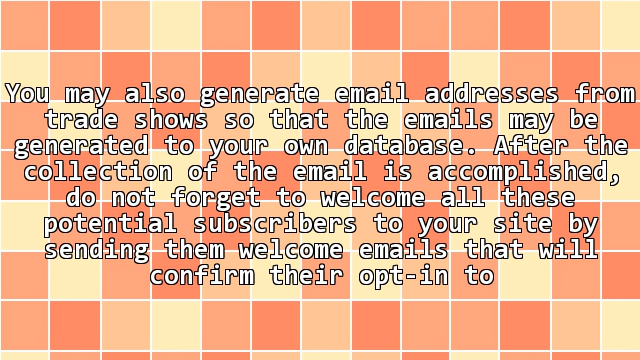 You may also generate email addresses from
trade shows so that the emails may be
generated to your own database. After the
collection of the email is accomplished,
do not forget to welcome all these
potential subscribers to your site by
sending them welcome emails that will
confirm their opt-in to